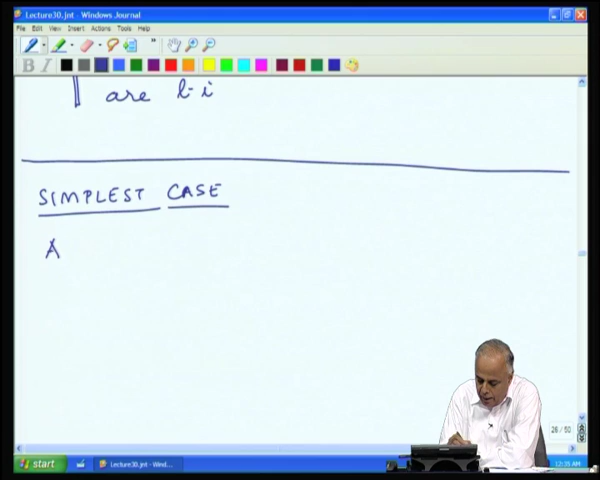 Lecture30.jnt - Windows Journal
File Edit View Insert Actions Tools Help
B I
are l.i
SIMPLEST CASE
A
26 / 50
start Lecture30.jnt - Wind... 12:35 AM